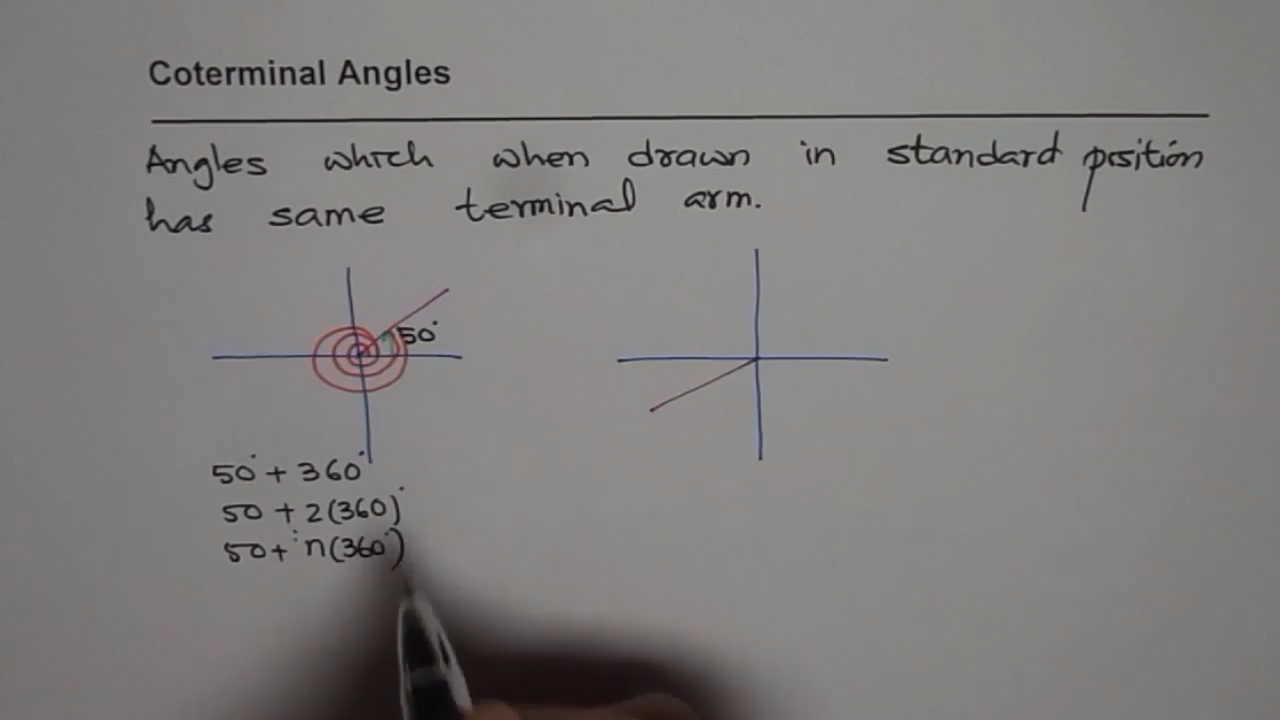 Coterminal Angles
Angles which when drawn in standard position
has same terminal arm.
50°
50° + 360°
50 + 2(360)°
50 + n(360°)